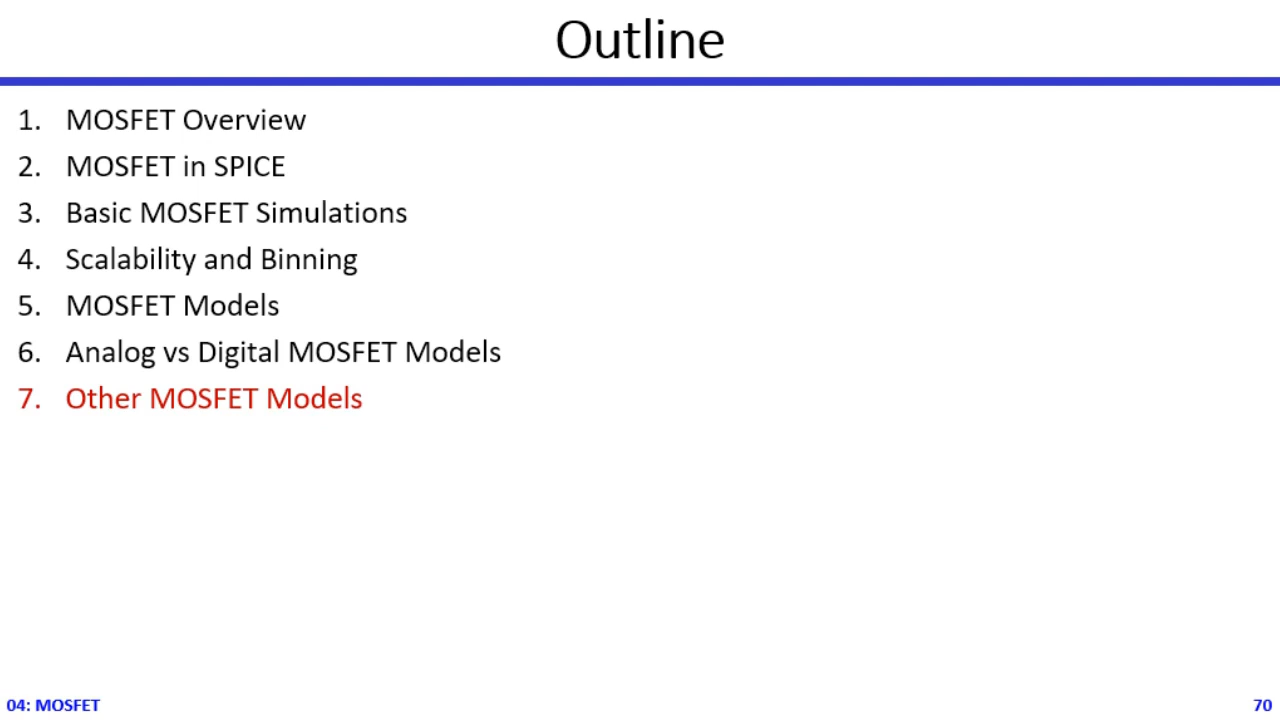 Outline
1. MOSFET Overview
2. MOSFET in SPICE
3. Basic MOSFET Simulations
4. Scalability and Binning
5. MOSFET Models
6. Analog vs Digital MOSFET Models
7. Other MOSFET Models
04: MOSFET
70